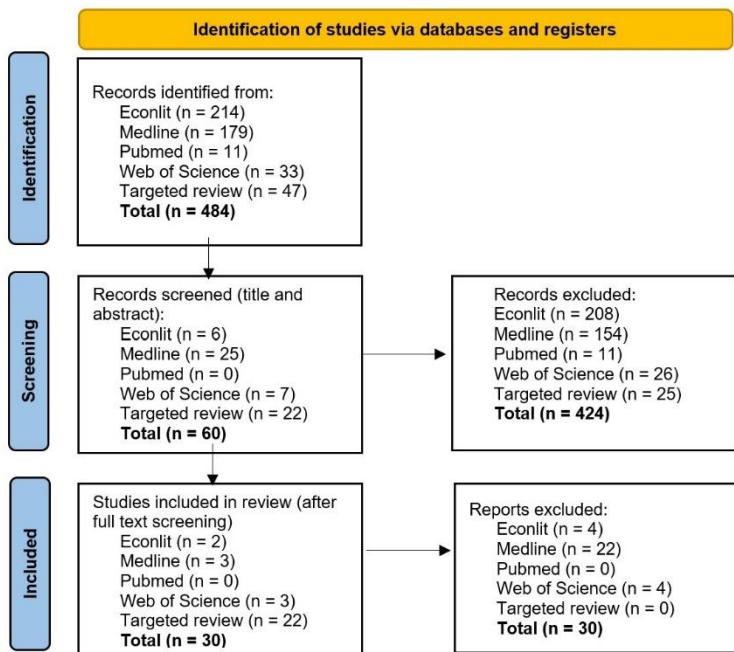 Identification of studies via databases and registers
Identification
Records identified from:
Econlit (n = 214)
Medline (n = 179)
Pubmed (n = 11)
Web of Science (n = 33)
Targeted review (n = 47)
Total (n = 484)
Screening
Records screened (title and
abstract):
Econlit (n = 6)
Medline (n = 25)
Pubmed (n = 0)
Web of Science (n = 7)
Targeted review (n = 22)
Total (n = 60)
Records excluded:
Econlit (n = 208)
Medline (n = 154)
Pubmed (n = 11)
Web of Science (n = 26)
Targeted review (n = 25)
Total (n = 424)
Included
Studies included in review (after
full text screening)
Econlit (n = 2)
Medline (n = 3)
Pubmed (n = 0)
Web of Science (n = 3)
Targeted review (n = 22)
Total (n = 30)
Reports excluded:
Econlit (n = 4)
Medline (n = 22)
Pubmed (n = 0)
Web of Science (n = 4)
Targeted review (n = 0)
Total (n = 30)